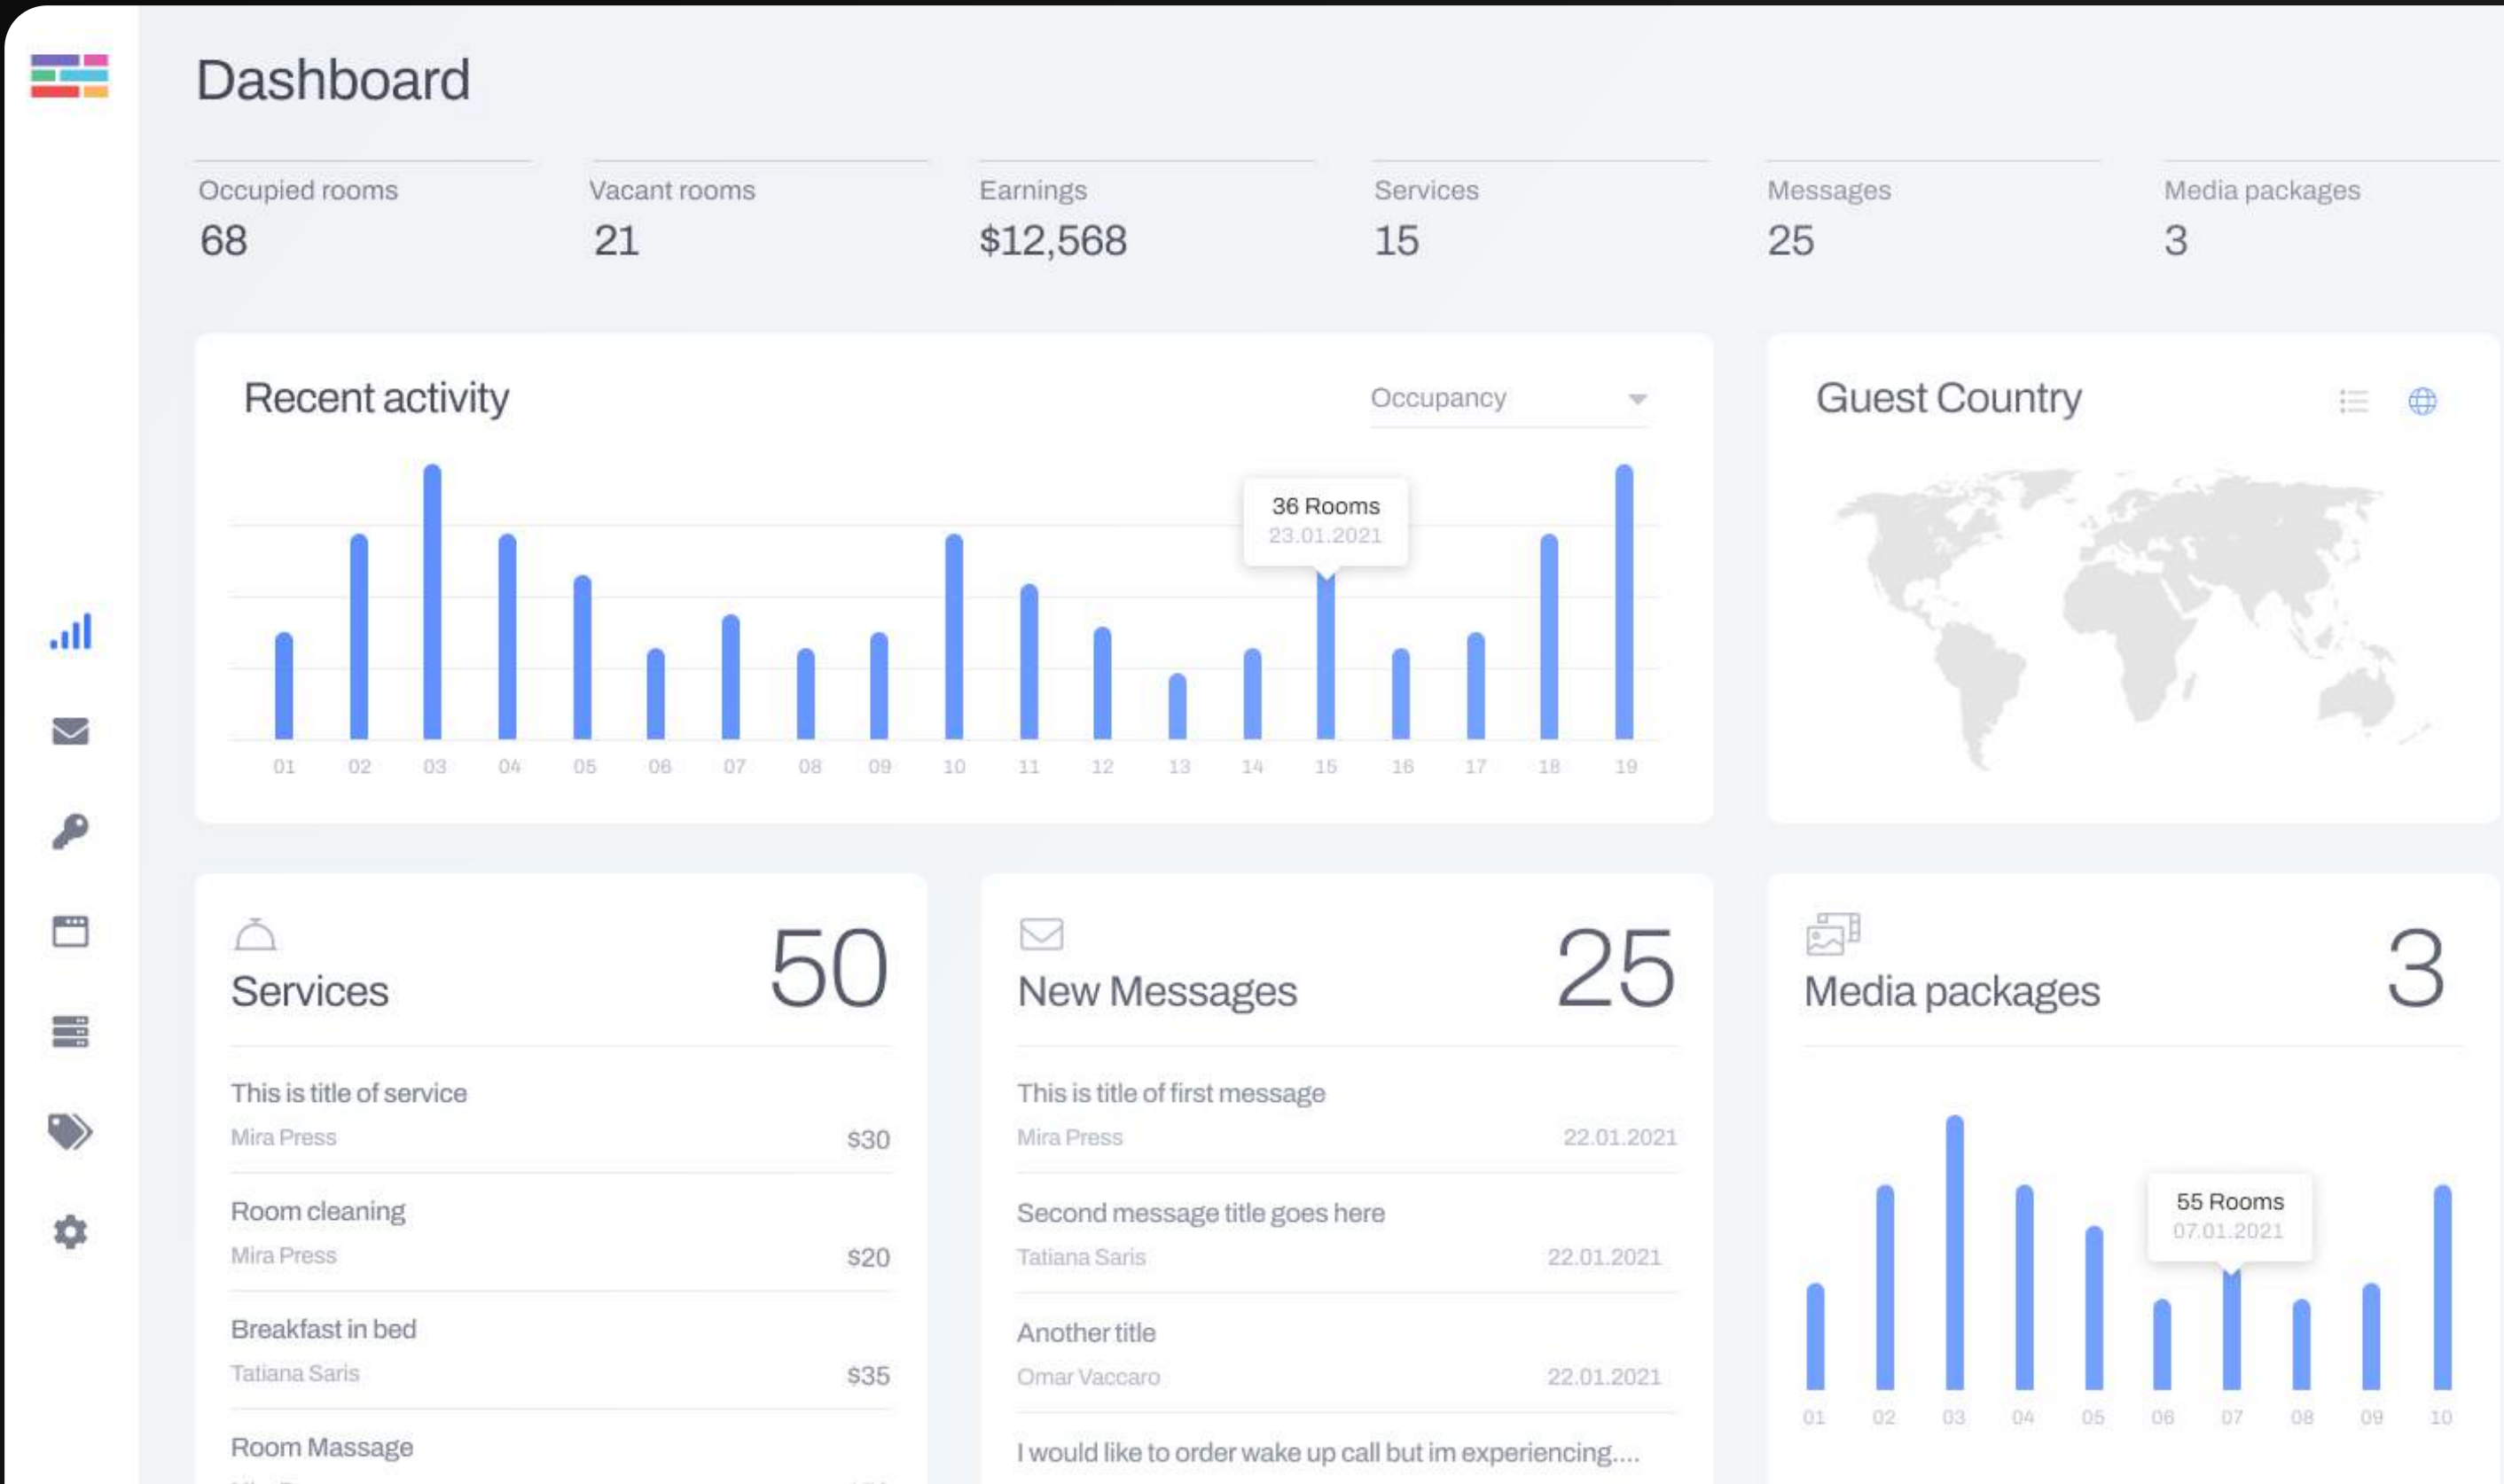 Dashboard
Occupied rooms
68
Vacant rooms
21
Earnings
$12,568
Services
15
Messages
25
Media packages
3
Recent activity
Occupancy
36 Rooms
23.01.2021
01 02 03 04 05 06 07 08 09 10 11 12 13 14 15 16 17 18 19
Guest Country
Services
50
This is title of service
Mira Press $30
Room cleaning
Mira Press $20
Breakfast in bed
Tatiana Saris $35
Room Massage
New Messages
25
This is title of first message
Mira Press 22.01.2021
Second message title goes here
Tatiana Saris 22.01.2021
Another title
Omar Vaccaro 22.01.2021
I would like to order wake up call but im experiencing....
Media packages
3
55 Rooms
07.01.2021
01 02 03 04 05 06 07 08 09 10